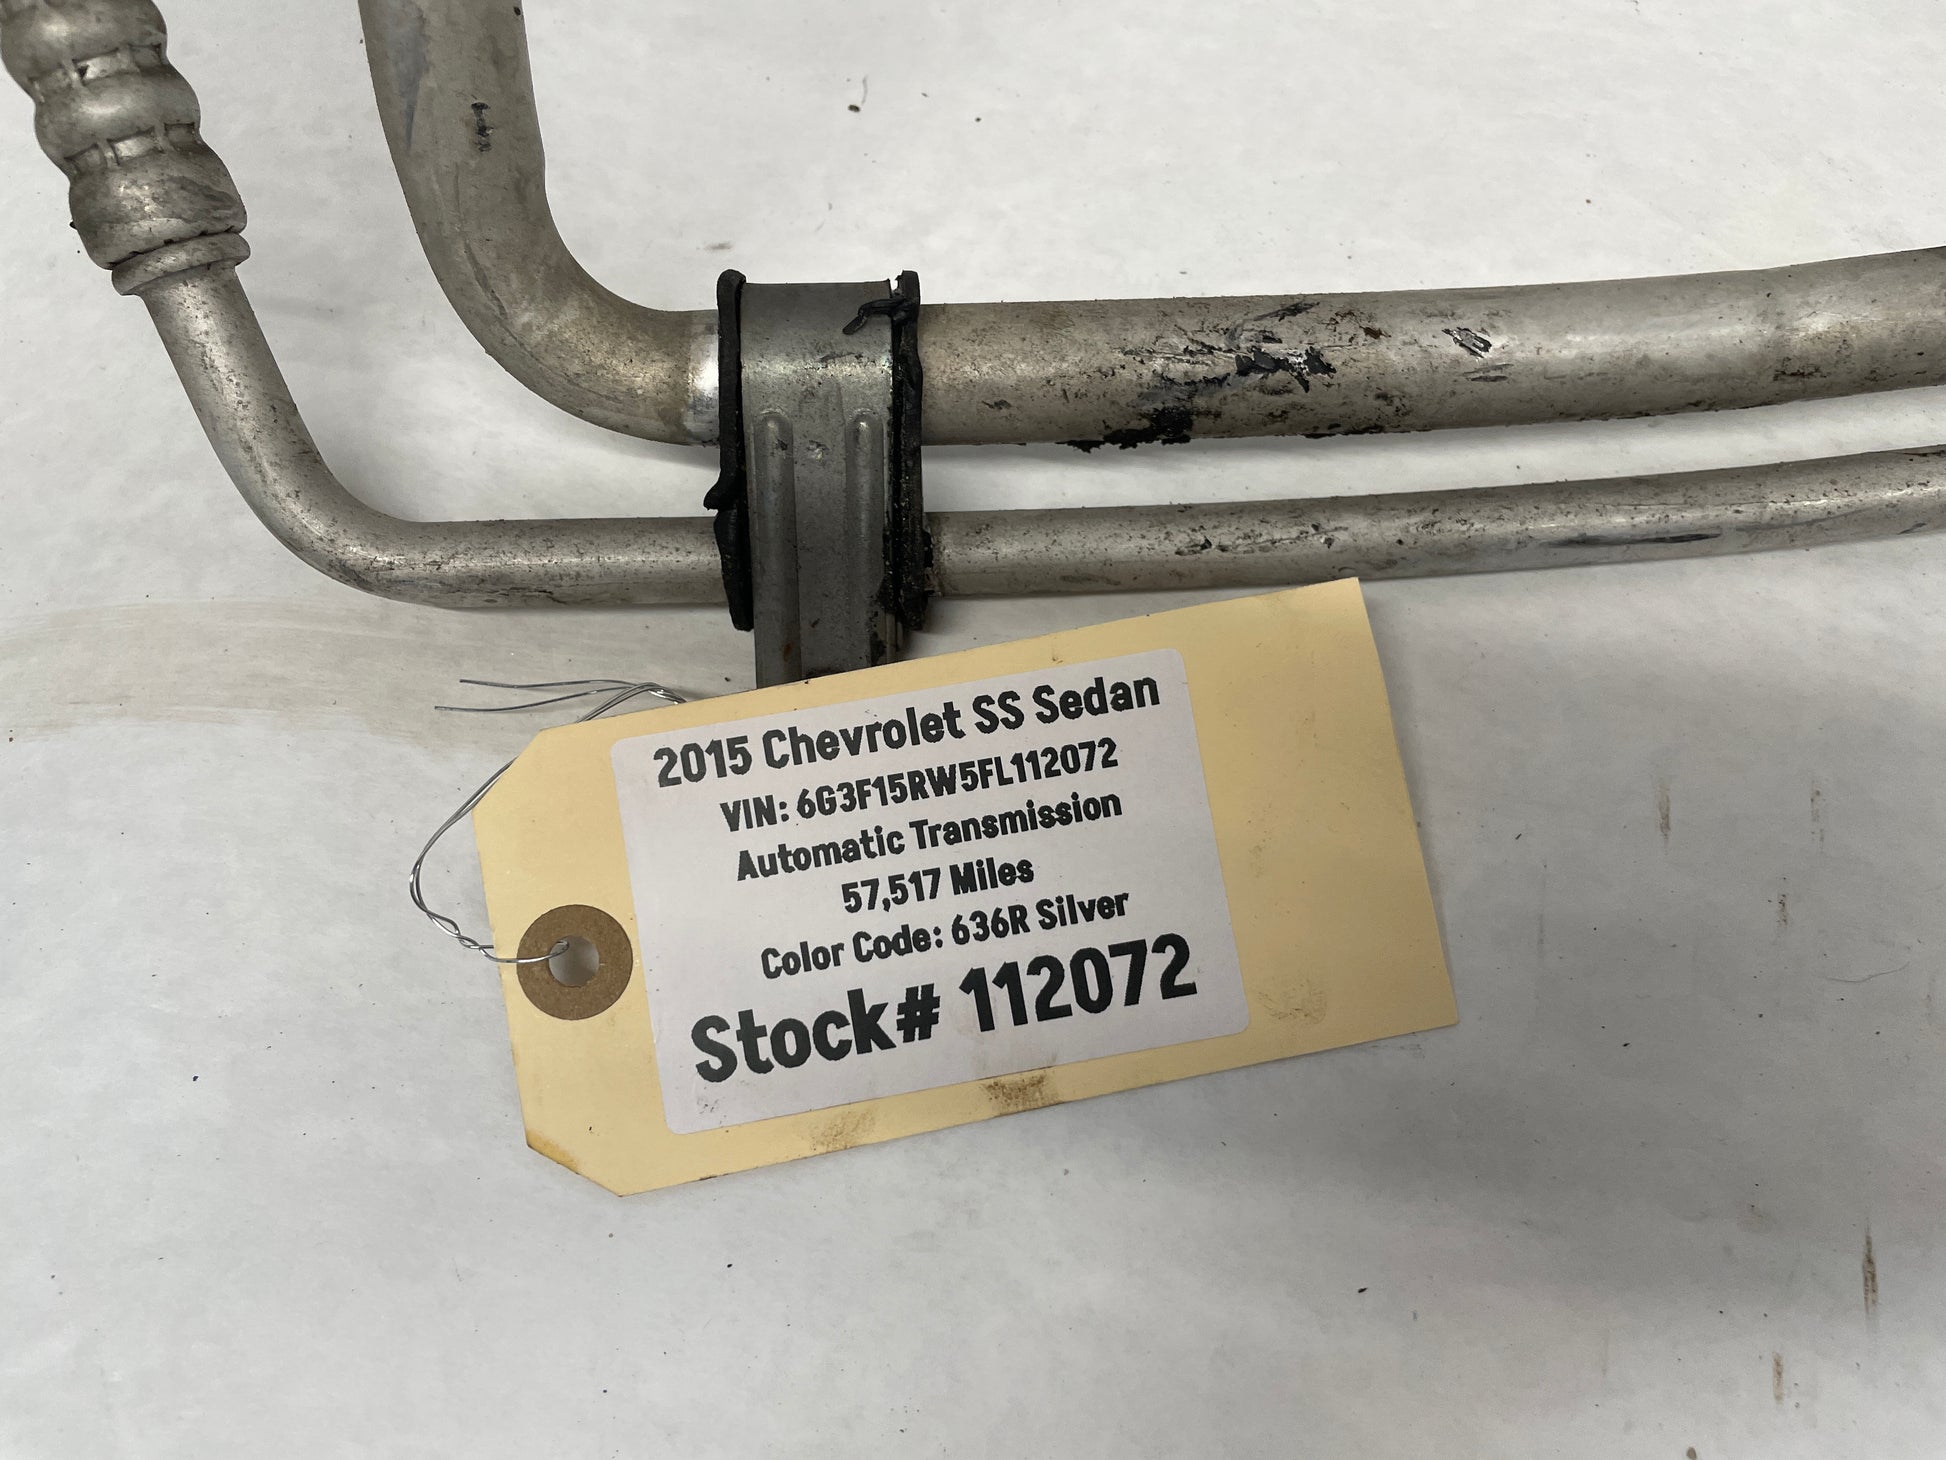 2015 Chevrolet SS Sedan
VIN: 6G3F15RW5FL112072
Automatic Transmission
57,517 Miles
Color Code: 636R Silver
Stock# 112072